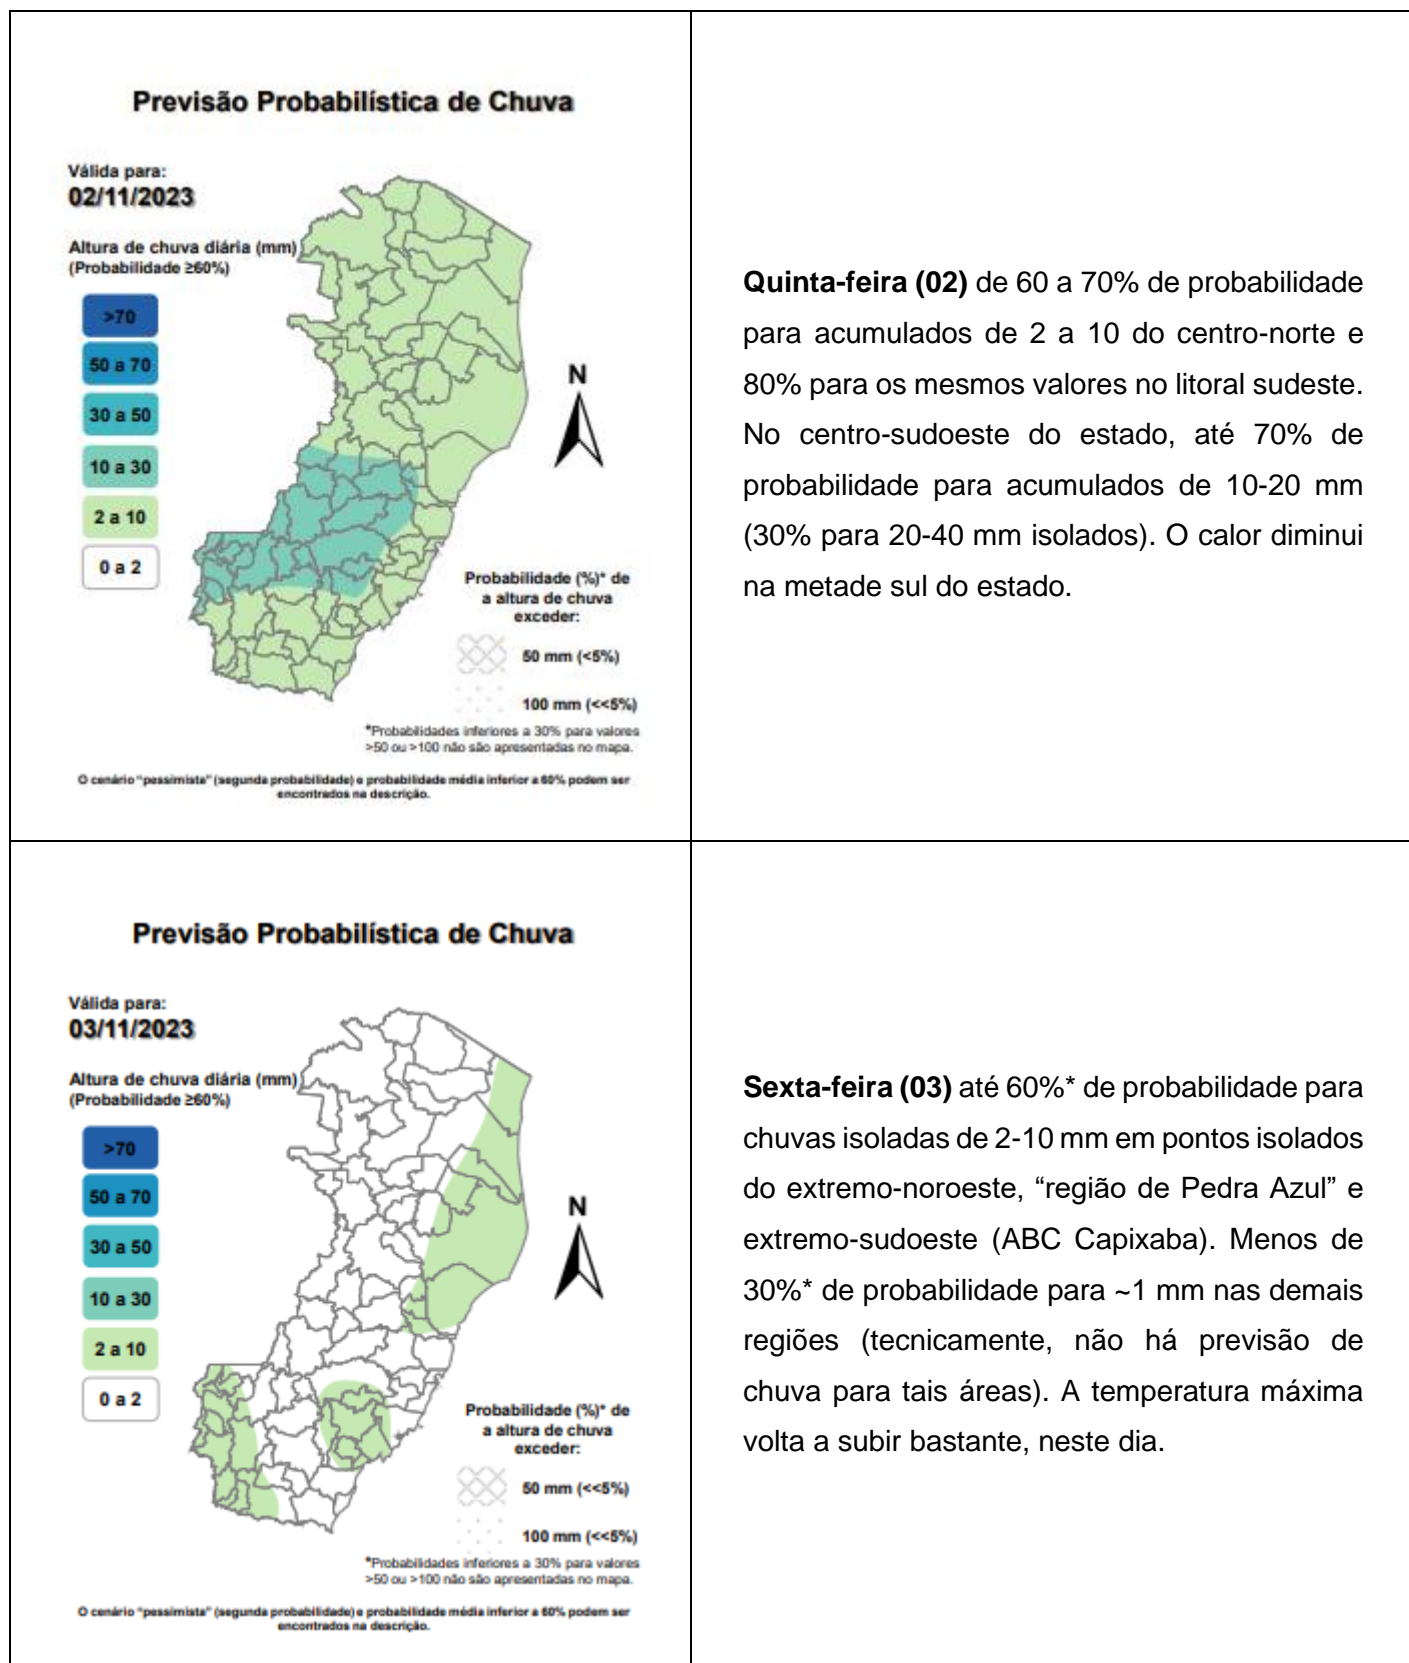 Previsão Probabilística de Chuva
Válida para:
02/11/2023
Altura de chuva diária (mm)
(Probabilidade ≥60%)
>70
50 a 70
30 a 50
10 a 30
2 a 10
0 a 2
N
Probabilidade (%)* de
a altura de chuva
exceder:
50 mm (<5%)
100 mm (<<5%)
*Probabilidades inferiores a 30% para valores
>50 ou >100 não são apresentadas no mapa.
O cenário "pessimista" (segunda probabilidade) e probabilidade média inferior a 60% podem ser
encontrados na descrição.
Quinta-feira (02) de 60 a 70% de probabilidade
para acumulados de 2 a 10 do centro-norte e
80% para os mesmos valores no litoral sudeste.
No centro-sudoeste do estado, até 70% de
probabilidade para acumulados de 10-20 mm
(30% para 20-40 mm isolados). O calor diminui
na metade sul do estado.
Previsão Probabilística de Chuva
Válida para:
03/11/2023
Altura de chuva diária (mm)
(Probabilidade ≥60%)
>70
50 a 70
30 a 50
10 a 30
2 a 10
0 a 2
N
Probabilidade (%)* de
a altura de chuva
exceder:
50 mm (<<5%)
100 mm (<<5%)
*Probabilidades inferiores a 30% para valores
>50 ou >100 não são apresentadas no mapa.
O cenário "pessimista" (segunda probabilidade) e probabilidade média inferior a 60% podem ser
encontrados na descrição.
Sexta-feira (03) até 60%* de probabilidade para
chuvas isoladas de 2-10 mm em pontos isolados
do extremo-noroeste, “região de Pedra Azul” e
extremo-sudoeste (ABC Capixaba). Menos de
30%* de probabilidade para ~1 mm nas demais
regiões (tecnicamente, não há previsão de
chuva para tais áreas). A temperatura máxima
volta a subir bastante, neste dia.